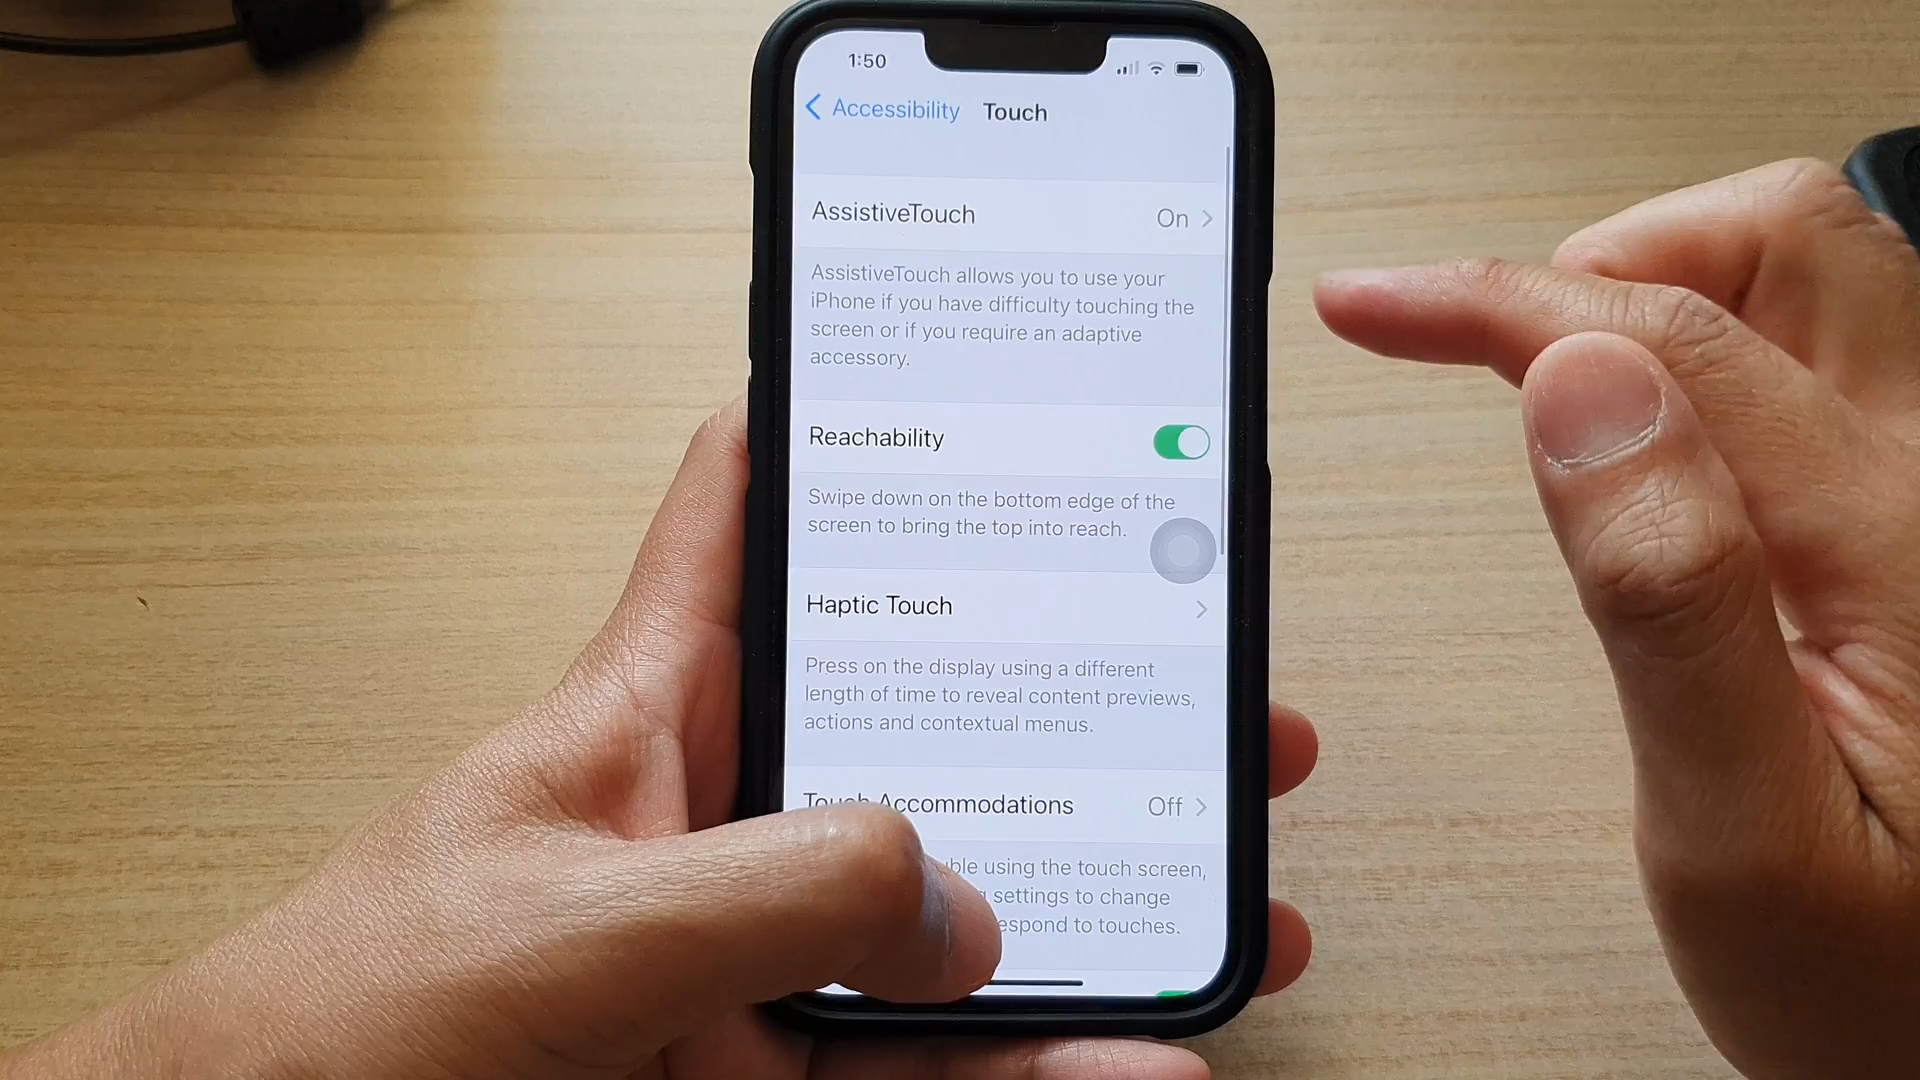 1:50
Accessibility Touch
AssistiveTouch On
AssistiveTouch allows you to use your
iPhone if you have difficulty touching the
screen or if you require an adaptive
accessory.
Reachability
Swipe down on the bottom edge of the
screen to bring the top into reach.
Haptic Touch
Press on the display using a different
length of time to reveal content previews,
actions and contextual menus.
Touch Accommodations Off
using the touch screen,
settings to change
to touches.